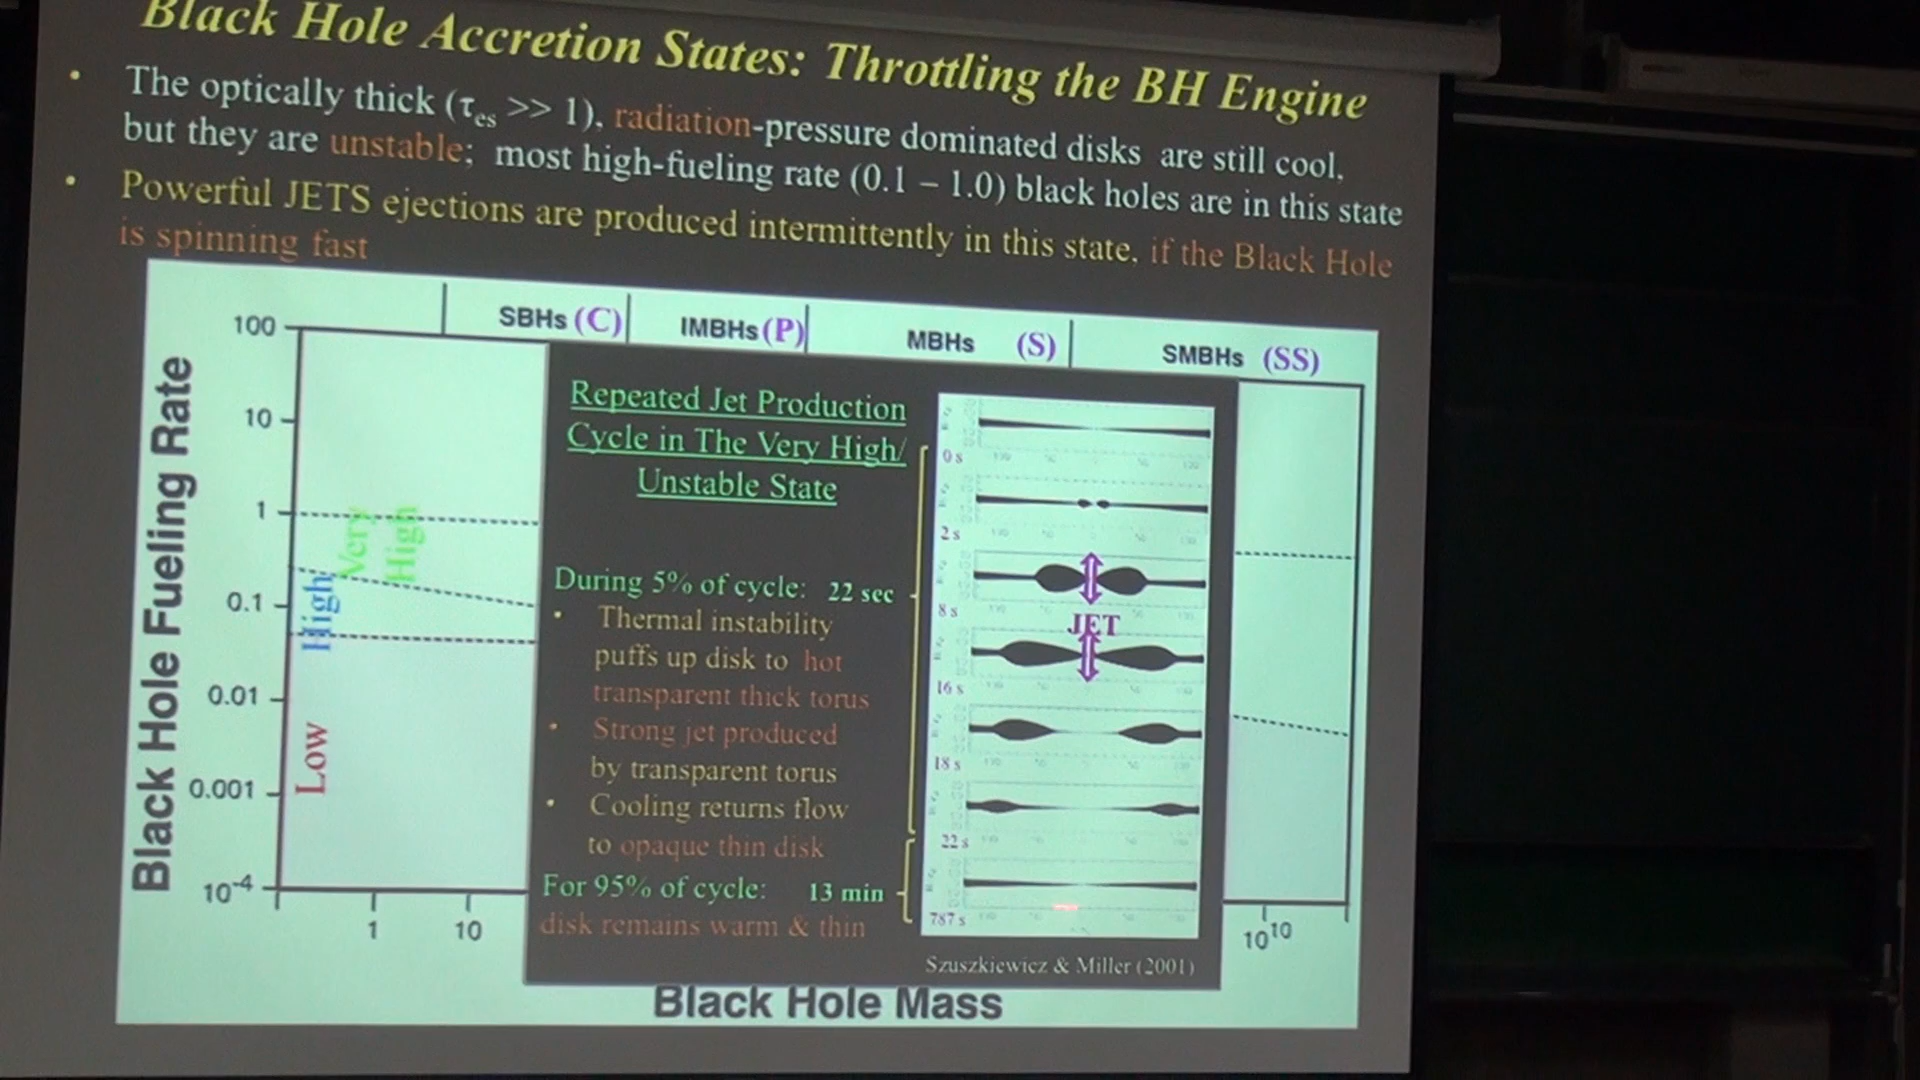 Black Hole Accretion States: Throttling the BH Engine
• The optically thick (τes >> 1), radiation-pressure dominated disks are still cool,
but they are unstable; most high-fueling rate (0.1 – 1.0) black holes are in this state
• Powerful JETS ejections are produced intermittently in this state, if the Black Hole
is spinning fast
SBHs (C) IMBHs (P) MBHs (S) SMBHs (SS)
Black Hole Fueling Rate
100
10
1
0.1
0.01
0.001
10-4
Very
High
High
Low
Repeated Jet Production
Cycle in The Very High/
Unstable State
During 5% of cycle: 22 sec
• Thermal instability
puffs up disk to hot
transparent thick torus
• Strong jet produced
by transparent torus
• Cooling returns flow
to opaque thin disk
For 95% of cycle: 13 min
disk remains warm & thin
0 s
2 s
8 s
JET
16 s
18 s
22 s
787 s
Szuszkiewicz & Miller (2001)
1 10 10^10
Black Hole Mass